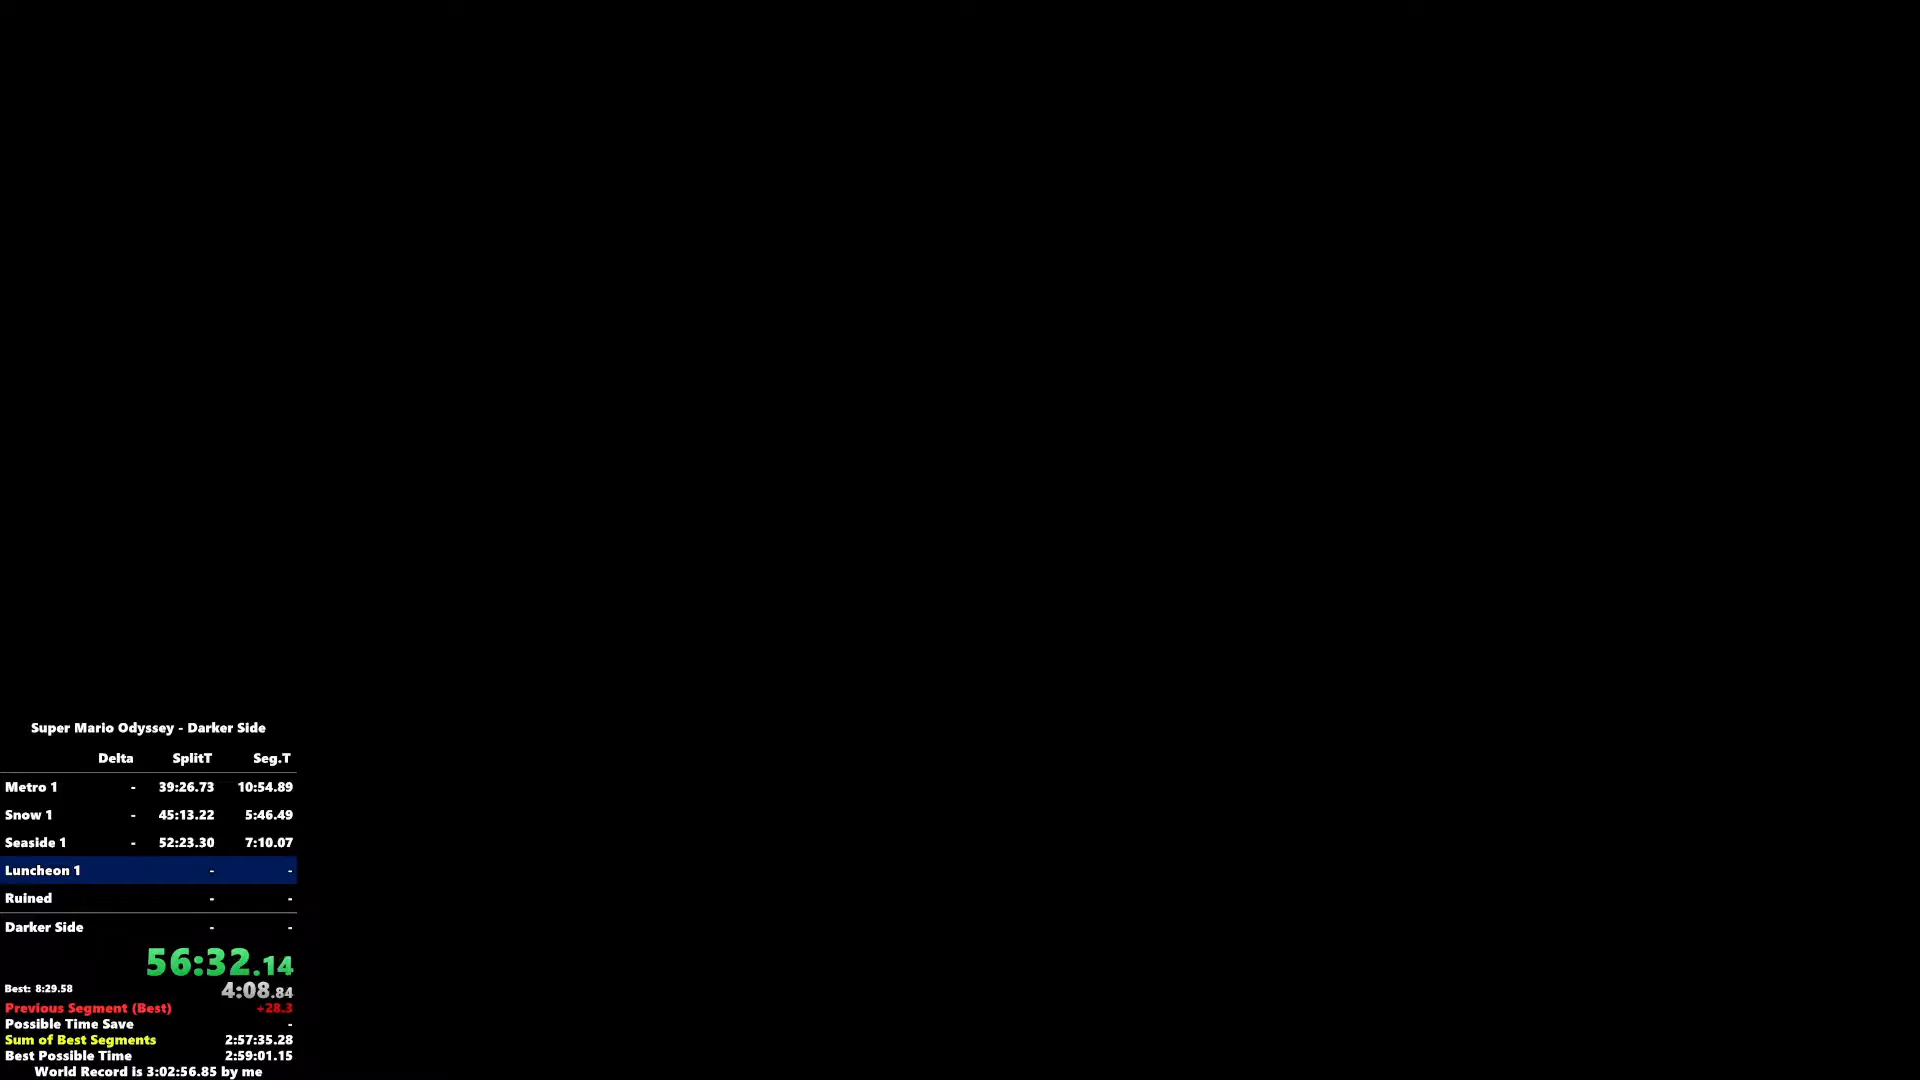 Super Mario Odyssey - Darker Side
Delta SplitT Seg.T
Metro 1 - 39:26.73 10:54.89
Snow 1 - 45:13.22 5:46.49
Seaside 1 - 52:23.30 7:10.07
Luncheon 1 - -
Ruined - -
Darker Side - -
56:32.14
Best: 8:29.58 4:08.84
Previous Segment (Best) +28.3
Possible Time Save -
Sum of Best Segments 2:57:35.28
Best Possible Time 2:59:01.15
World Record is 3:02:56.85 by me